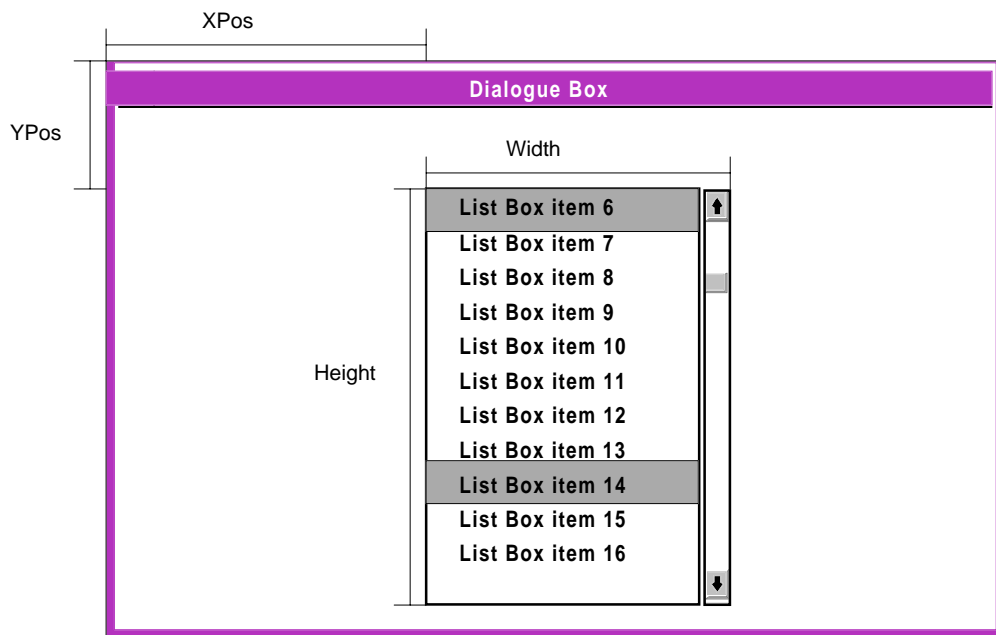 XPos
Dialogue Box
YPos
Width
List Box item 6
List Box item 7
List Box item 8
List Box item 9
List Box item 10
Height
List Box item 11
List Box item 12
List Box item 13
List Box item 14
List Box item 15
List Box item 16